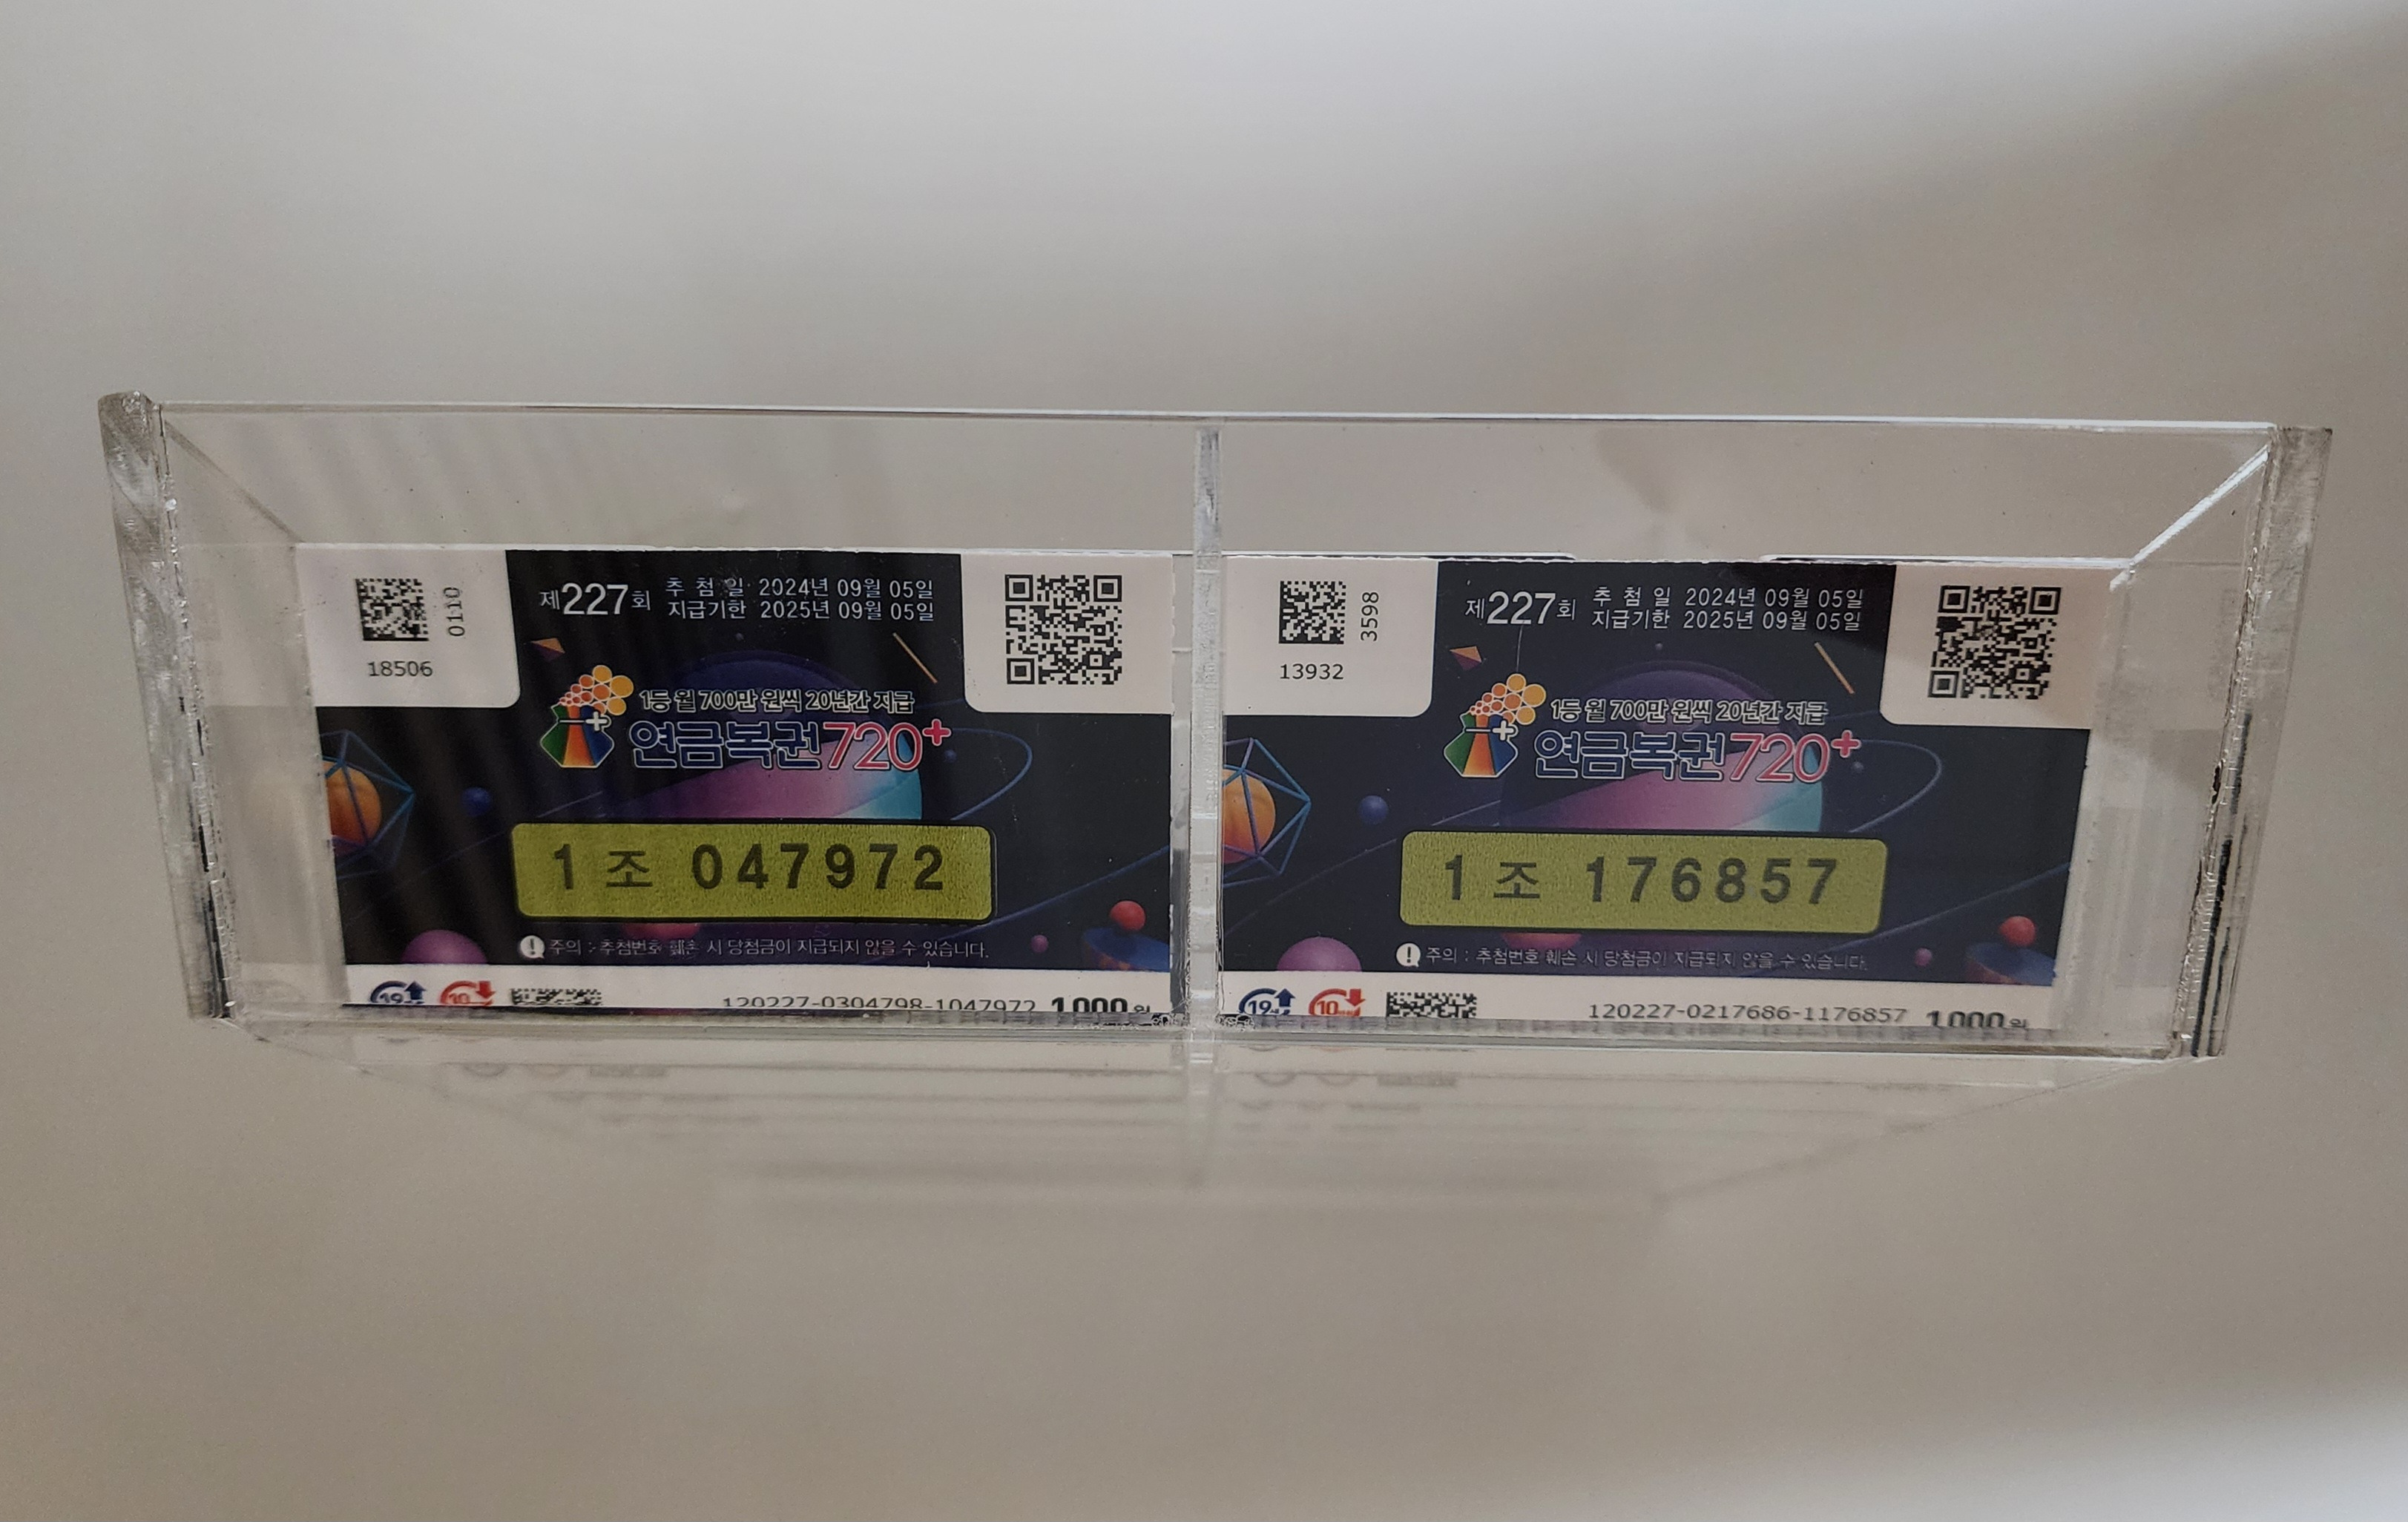 0110
18506
제227회
추 첨 일 2024년 09월 05일
지급기한 2025년 09월 05일
1등 월 700만 원씩 20년간 지급
연금복권720+
1 조 047972
주의 : 추첨번호 훼손 시 당첨금이 지급되지 않을 수 있습니다.
19
10
120227-0304798-1047972 1,000원
3598
13932
제227회
추 첨 일 2024년 09월 05일
지급기한 2025년 09월 05일
1등 월 700만 원씩 20년간 지급
연금복권720+
1 조 176857
주의 : 추첨번호 훼손 시 당첨금이 지급되지 않을 수 있습니다.
19
10
120227-0217686-1176857 1,000원